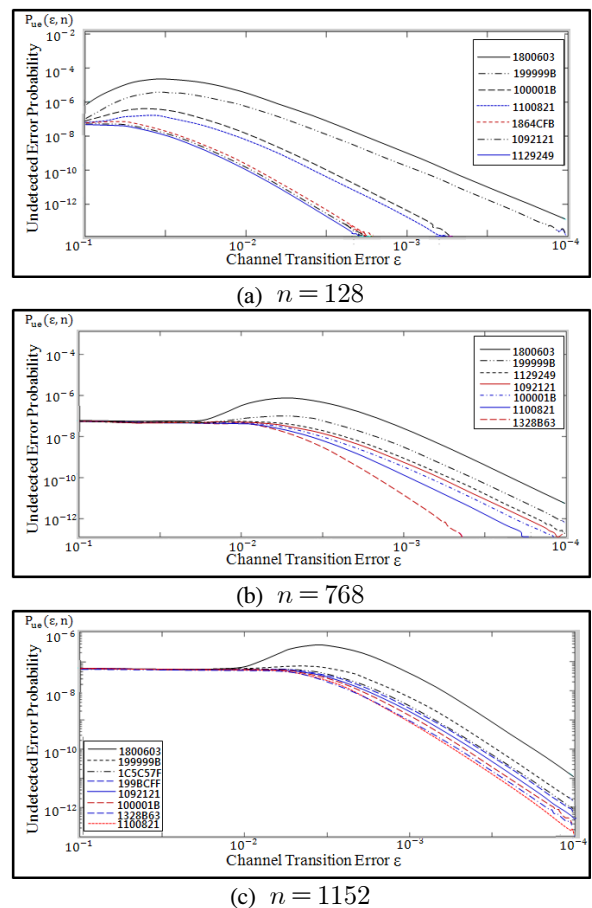 P_ue(ε, n)
Undetected Error Probability
10^-2
10^-4
10^-6
10^-8
10^-10
10^-12
1800603
199999B
100001B
1100821
1864CFB
1092121
1129249
10^-1
10^-2
10^-3
10^-4
Channel Transition Error ε
(a) n = 128
P_ue(ε, n)
Undetected Error Probability
10^-4
10^-6
10^-8
10^-10
10^-12
1800603
199999B
1129249
1092121
100001B
1100821
1328B63
10^-1
10^-2
10^-3
10^-4
Channel Transition Error ε
(b) n = 768
P_ue(ε, n)
Undetected Error Probability
10^-6
10^-8
10^-10
10^-12
1800603
199999B
1C5C57F
199BCFF
1092121
100001B
1328B63
1100821
10^-1
10^-2
10^-3
10^-4
Channel Transition Error ε
(c) n = 1152